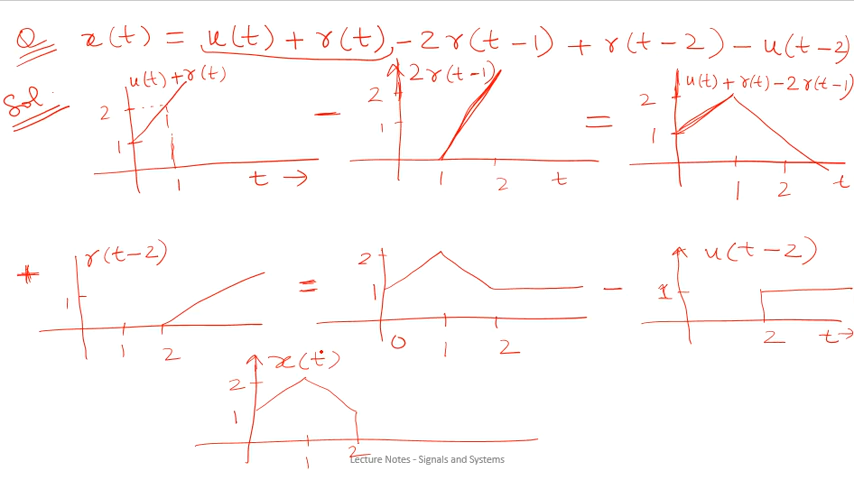 Q x(t) = u(t) + r(t) - 2r(t-1) + r(t-2) - u(t-2)
Sol.
u(t)+r(t)
2
1
1
t →
-
2r(t-1)
2
1
1 2 t
=
u(t) + r(t) - 2r(t-1)
2
1
1 2 t
+
r(t-2)
1
1 2
=
2
1
0 1 2
-
u(t-2)
1
2 t→
x(t)
2
1
1 2
Lecture Notes - Signals and Systems